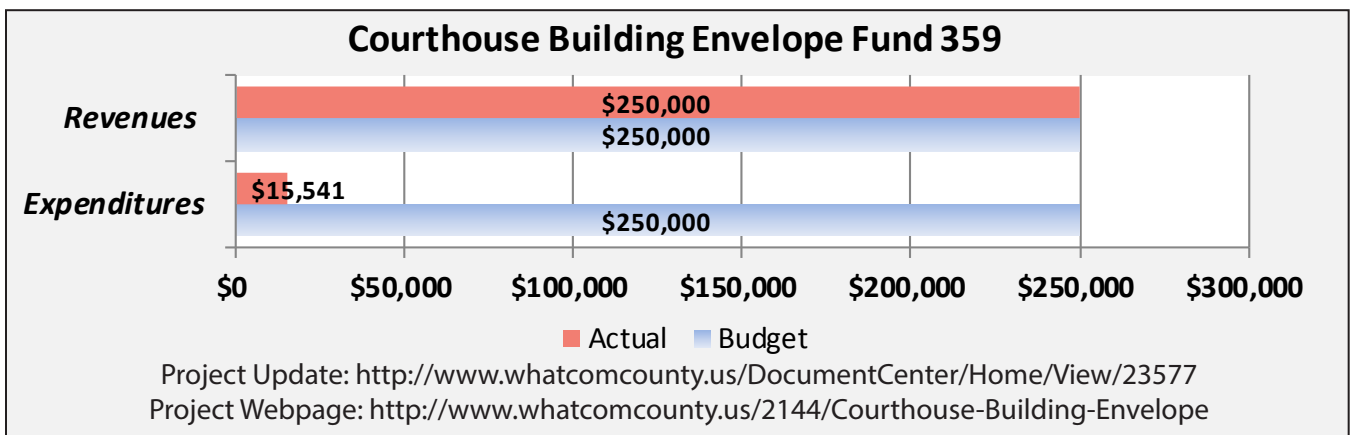 Courthouse Building Envelope Fund 359
Revenues
$250,000
$250,000
Expenditures
$15,541
$250,000
$0 $50,000 $100,000 $150,000 $200,000 $250,000 $300,000
Actual Budget
Project Update: http://www.whatcomcounty.us/DocumentCenter/Home/View/23577
Project Webpage: http://www.whatcomcounty.us/2144/Courthouse-Building-Envelope